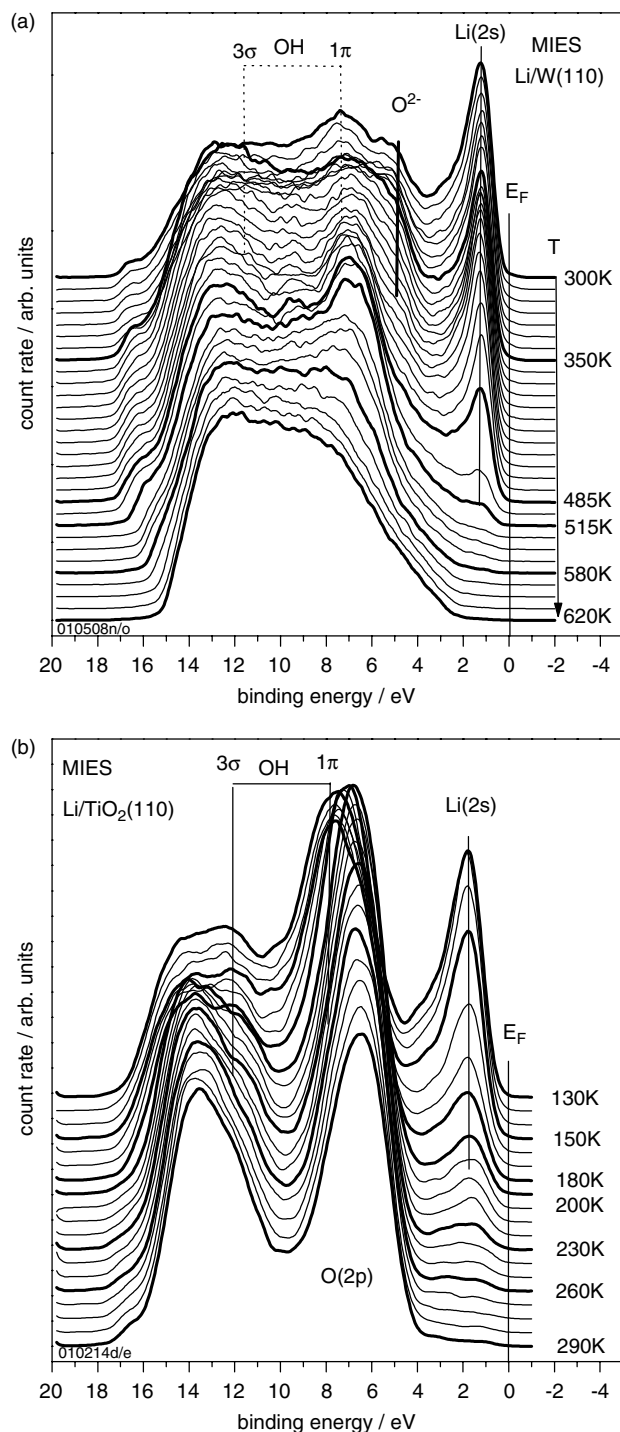 (a)
3σ OH 1π
Li(2s)
MIES
Li/W(110)
O²⁻
E_F
T
300K
350K
485K
515K
580K
620K
count rate / arb. units
010508n/o
20 18 16 14 12 10 8 6 4 2 0 -2 -4
binding energy / eV
(b)
MIES
Li/TiO₂(110)
3σ OH 1π
Li(2s)
E_F
130K
150K
180K
200K
230K
260K
290K
O(2p)
count rate / arb. units
010214d/e
20 18 16 14 12 10 8 6 4 2 0 -2 -4
binding energy / eV